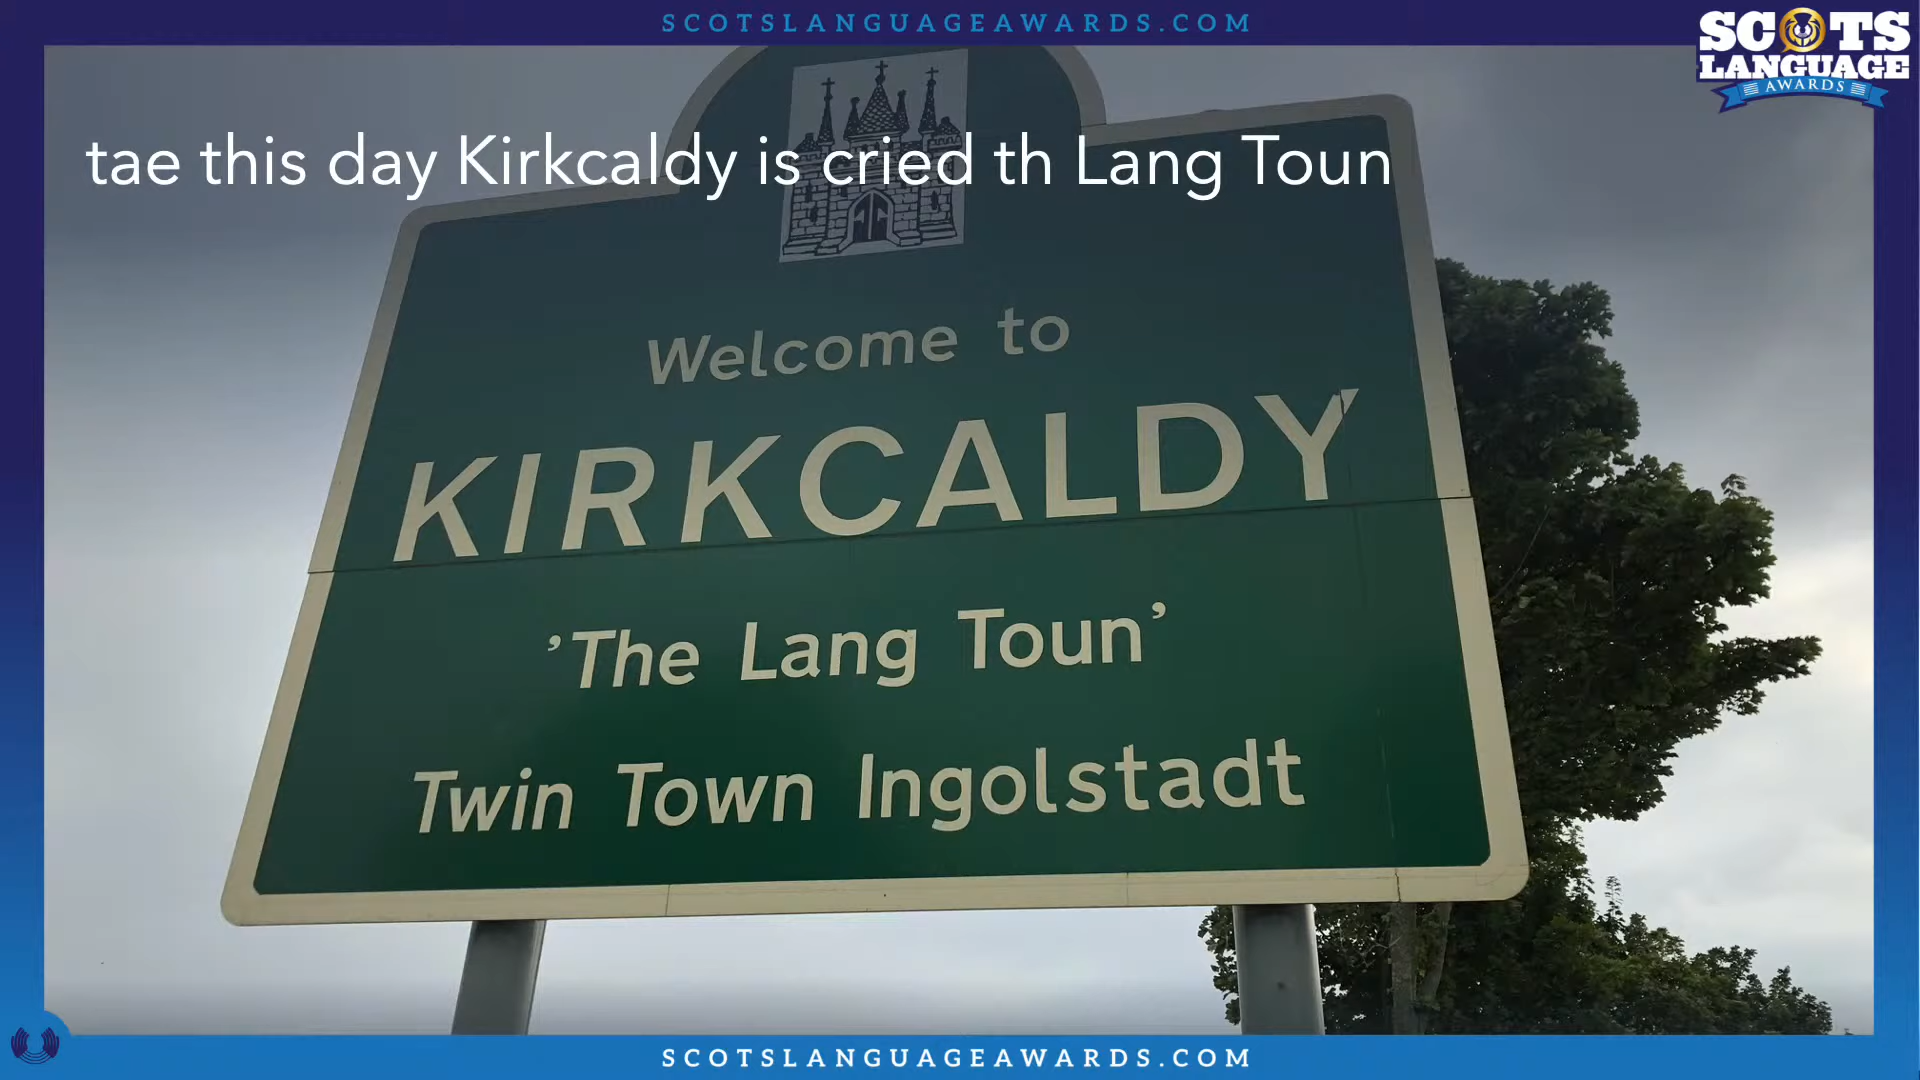 SCOTSLANGUAGEAWARDS.COM
SCOTS
LANGUAGE
AWARDS
tae this day Kirkcaldy is cried th Lang Toun
Welcome to
KIRKCALDY
’The Lang Toun’
Twin Town Ingolstadt
SCOTSLANGUAGEAWARDS.COM